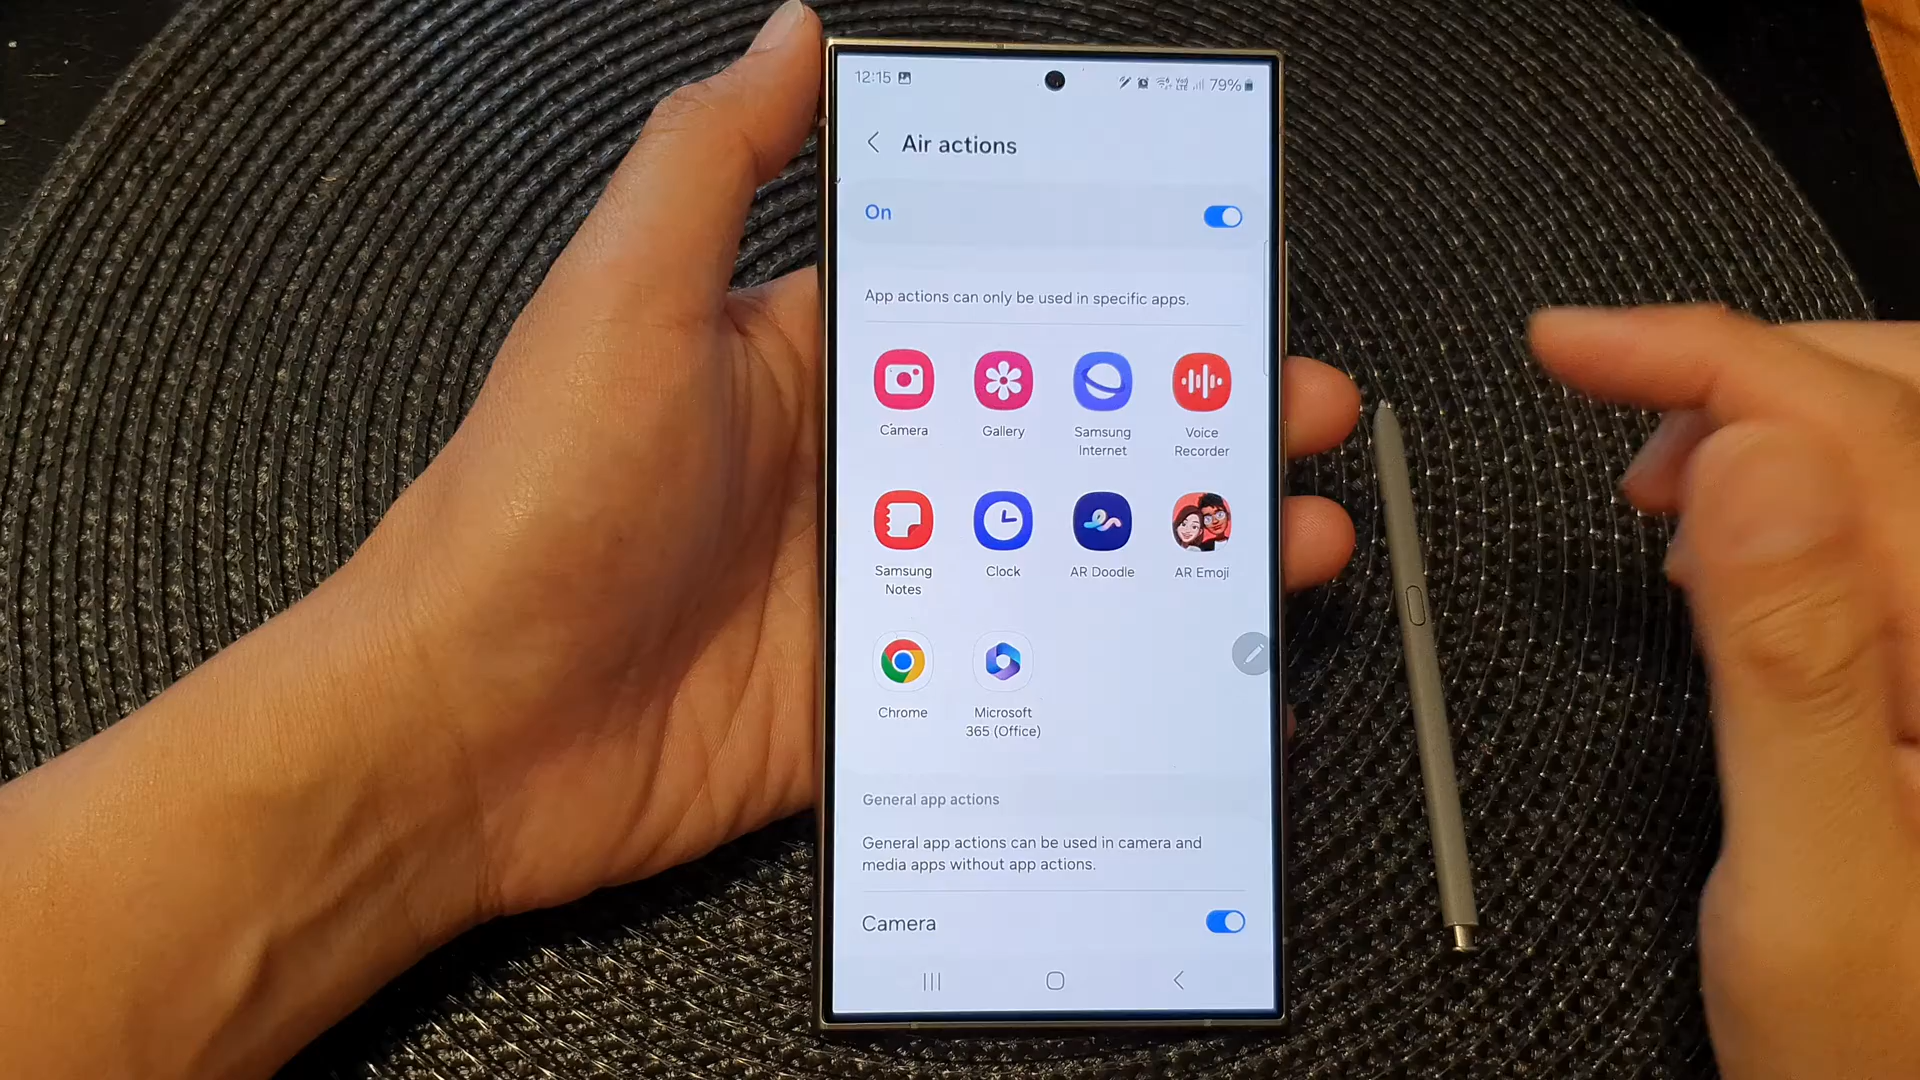 12:15
79%
Air actions
On
App actions can only be used in specific apps.
Camera
Gallery
Samsung
Internet
Voice
Recorder
Samsung
Notes
Clock
AR Doodle
AR Emoji
Chrome
Microsoft
365 (Office)
General app actions
General app actions can be used in camera and
media apps without app actions.
Camera